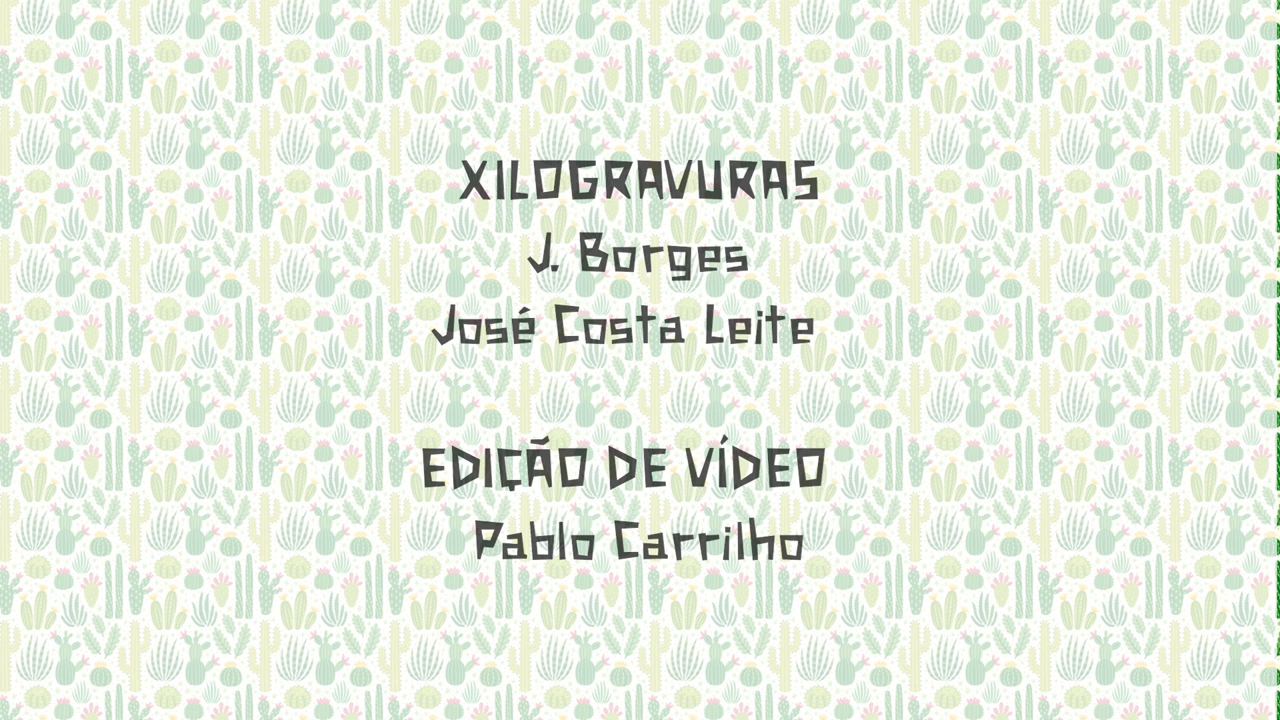 XILOGRAVURAS
J. Borges
José Costa Leite
EDIÇÃO DE VÍDEO
Pablo Carrilho